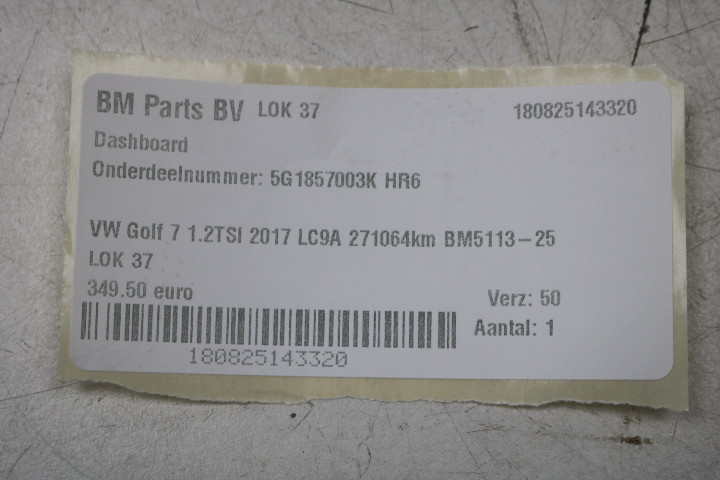 BM Parts BV LOK 37 180825143320
Dashboard
Onderdeelnummer: 5G1857003K HR6
VW Golf 7 1.2TSI 2017 LC9A 271064km BM5113-25
LOK 37
349.50 euro Verz: 50
Aantal: 1
180825143320